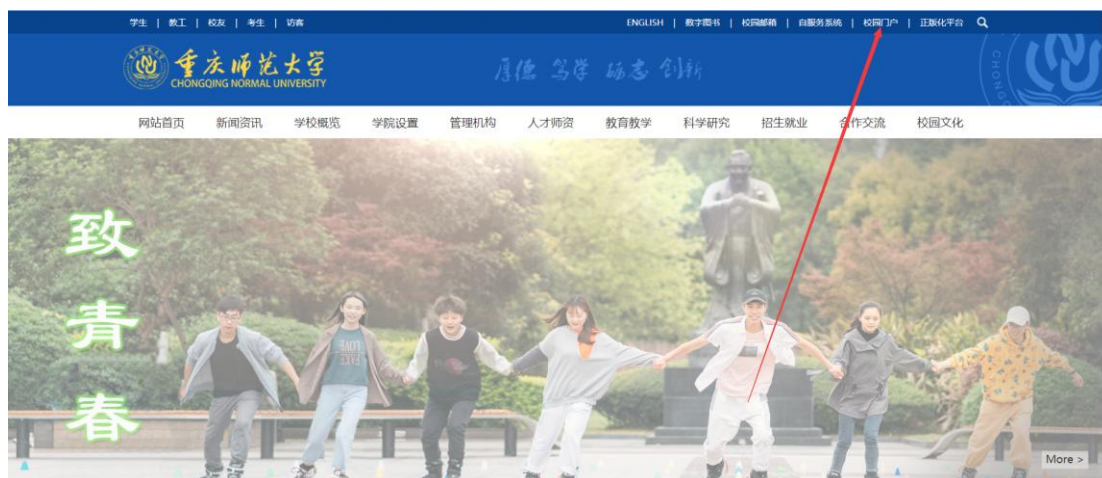 学生 | 教工 | 校友 | 考生 | 访客
ENGLISH | 数字图书 | 校园邮箱 | 自服务系统 | 校园门户 | 正版化平台
重庆师范大学
CHONGQING NORMAL UNIVERSITY
厚德 笃学 砺志 创新
CHONG
网站首页 新闻资讯 学校概览 学院设置 管理机构 人才师资 教育教学 科学研究 招生就业 合作交流 校园文化
致
青
春
More >